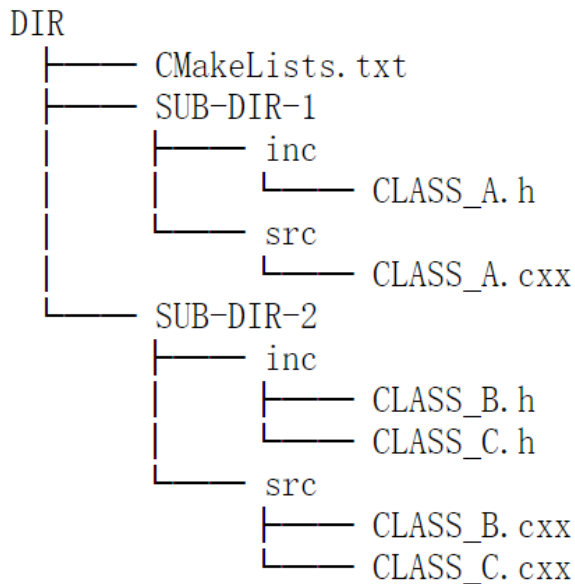 DIR
CMakeLists.txt
SUB-DIR-1
inc
CLASS_A.h
src
CLASS_A.cxx
SUB-DIR-2
inc
CLASS_B.h
CLASS_C.h
src
CLASS_B.cxx
CLASS_C.cxx